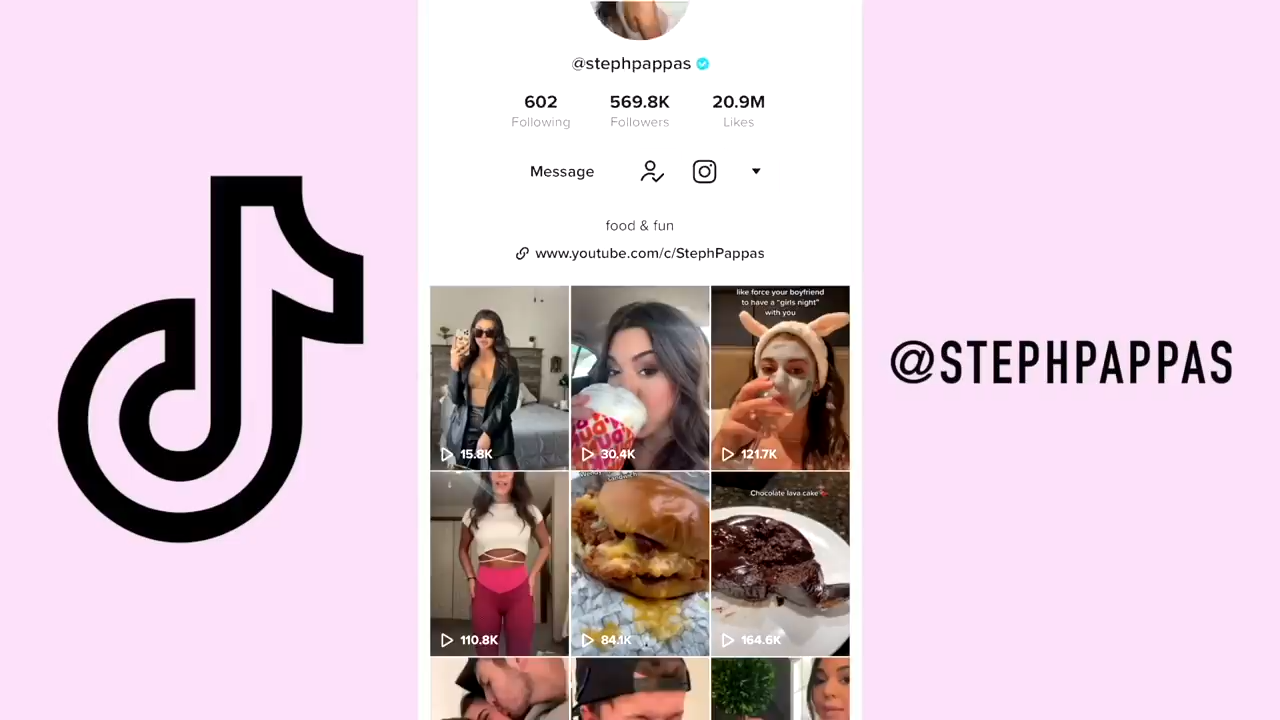 @stephpappas
602 569.8K 20.9M
Following Followers Likes
Message
food & fun
www.youtube.com/c/StephPappas
@STEPHPAPPAS
like force your boyfriend
to have a "girls night"
with you
15.8K
30.4K
121.7K
Chocolate lava cake
110.8K
84.1K
164.6K